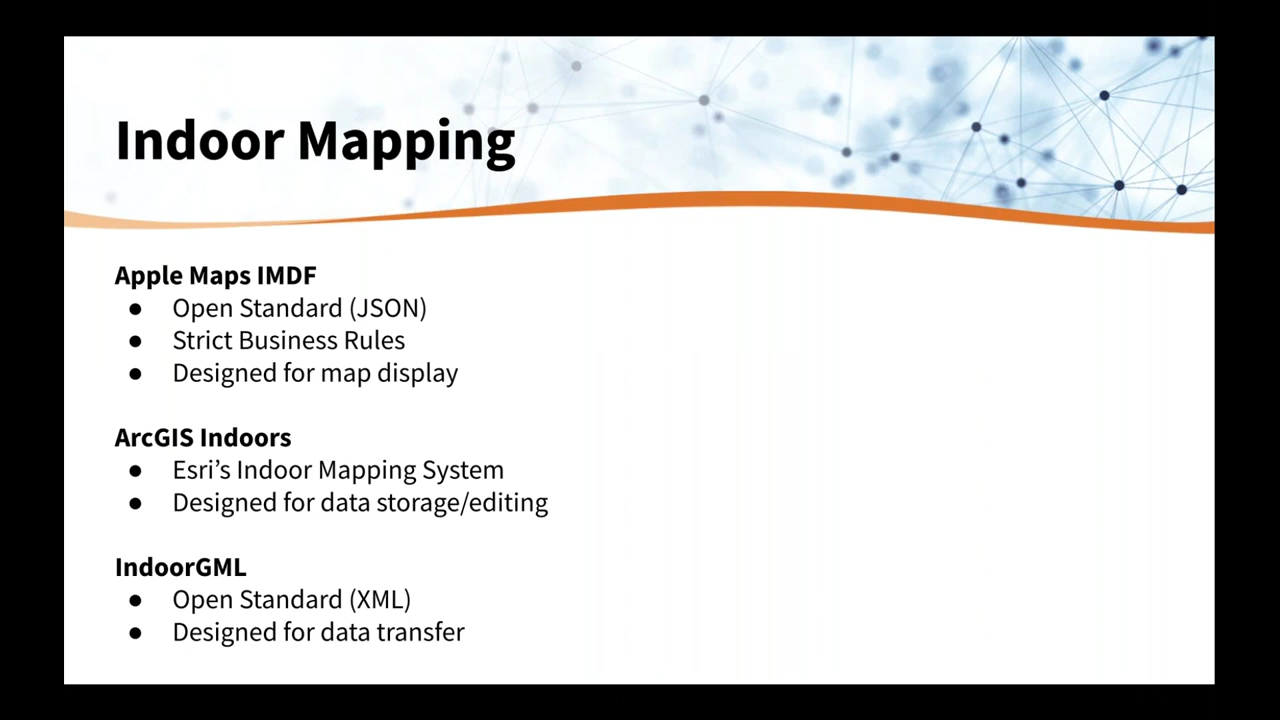 Indoor Mapping
Apple Maps IMDF
● Open Standard (JSON)
● Strict Business Rules
● Designed for map display
ArcGIS Indoors
● Esri’s Indoor Mapping System
● Designed for data storage/editing
IndoorGML
● Open Standard (XML)
● Designed for data transfer